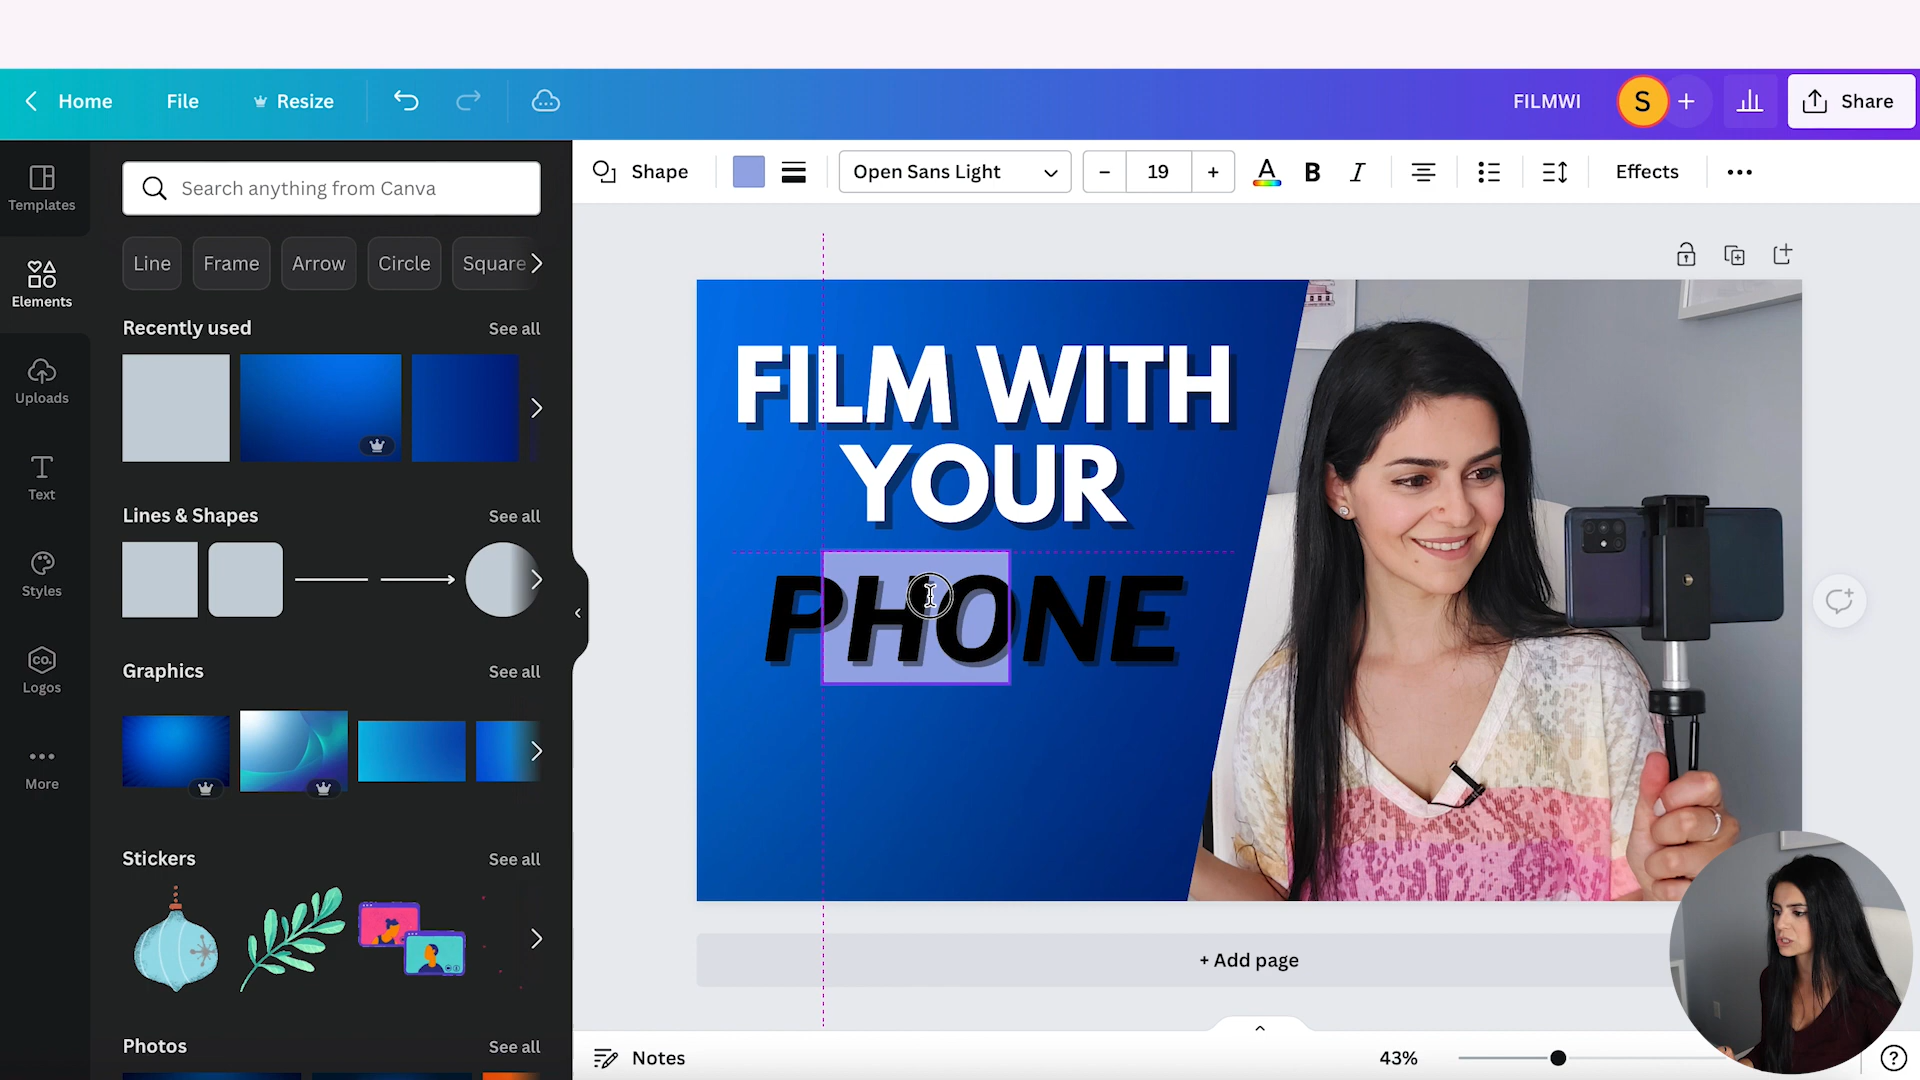 Home File Resize FILMWI S + Share
Templates
Elements
Uploads
Text
Styles
CO.
Logos
More
Search anything from Canva
Line Frame Arrow Circle Square
Recently used See all
Lines & Shapes See all
Graphics See all
Stickers See all
Photos See all
Shape Open Sans Light – 19 + A B I Effects
FILM WITH
YOUR
PHONE
+ Add page
Notes 43% ?